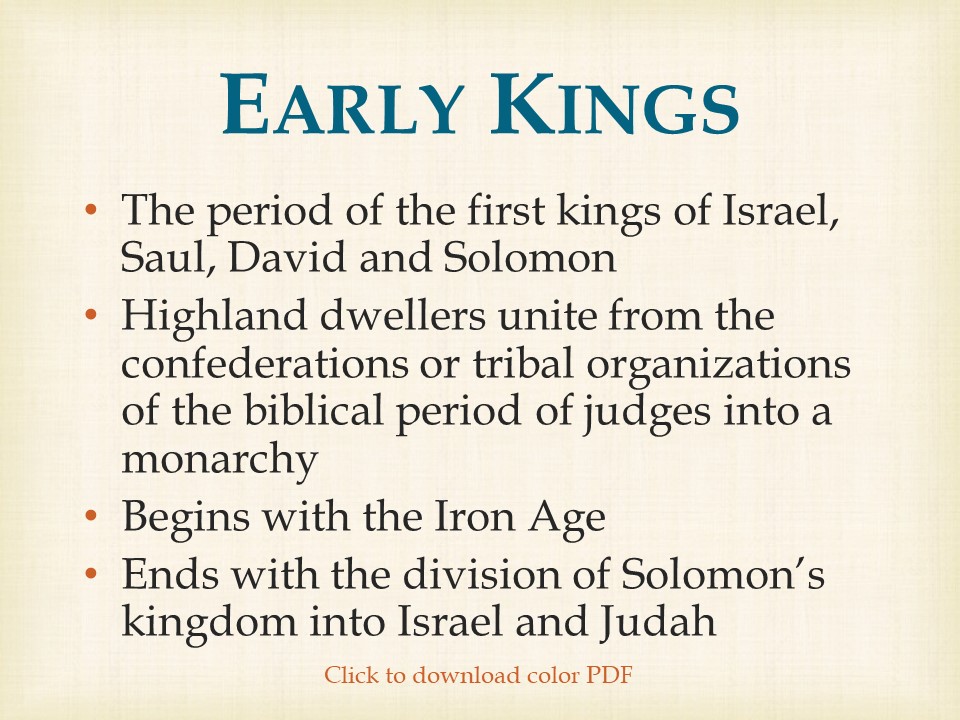 Early Kings
• The period of the first kings of Israel,
Saul, David and Solomon
• Highland dwellers unite from the
confederations or tribal organizations
of the biblical period of judges into a
monarchy
• Begins with the Iron Age
• Ends with the division of Solomon’s
kingdom into Israel and Judah
Click to download color PDF